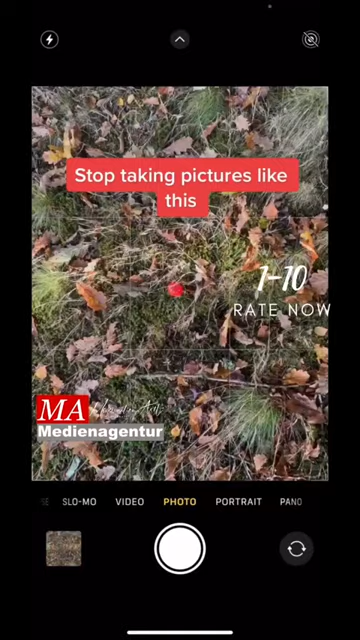 Stop taking pictures like
this
1-10
RATE NOW
MA
Medienagentur
SLO-MO VIDEO PHOTO PORTRAIT PANO